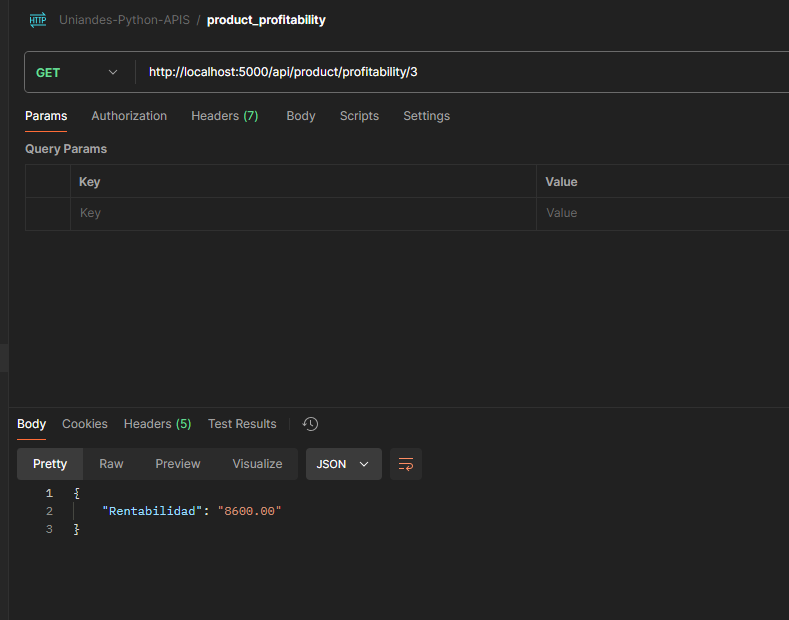 HTTP Uniandes-Python-APIS / product_profitability
GET http://localhost:5000/api/product/profitability/3
Params Authorization Headers (7) Body Scripts Settings
Query Params
Key Value
Key Value
Body Cookies Headers (5) Test Results
Pretty Raw Preview Visualize JSON
1 {
2 "Rentabilidad": "8600.00"
3 }